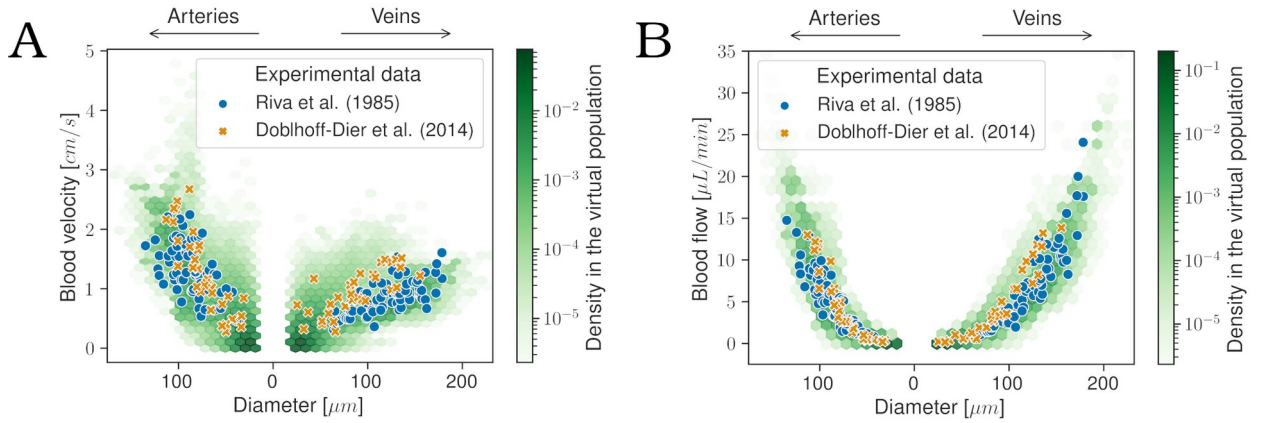 A
Arteries
Veins
Experimental data
Riva et al. (1985)
Doblhoff-Dier et al. (2014)
Blood velocity [cm/s]
5
4
3
2
1
0
100
0
100
200
Diameter [μm]
10⁻²
10⁻³
10⁻⁴
10⁻⁵
Density in the virtual population
B
Arteries
Veins
Experimental data
Riva et al. (1985)
Doblhoff-Dier et al. (2014)
Blood flow [μL/min]
35
30
25
20
15
10
5
0
100
0
100
200
Diameter [μm]
10⁻¹
10⁻²
10⁻³
10⁻⁴
10⁻⁵
Density in the virtual population